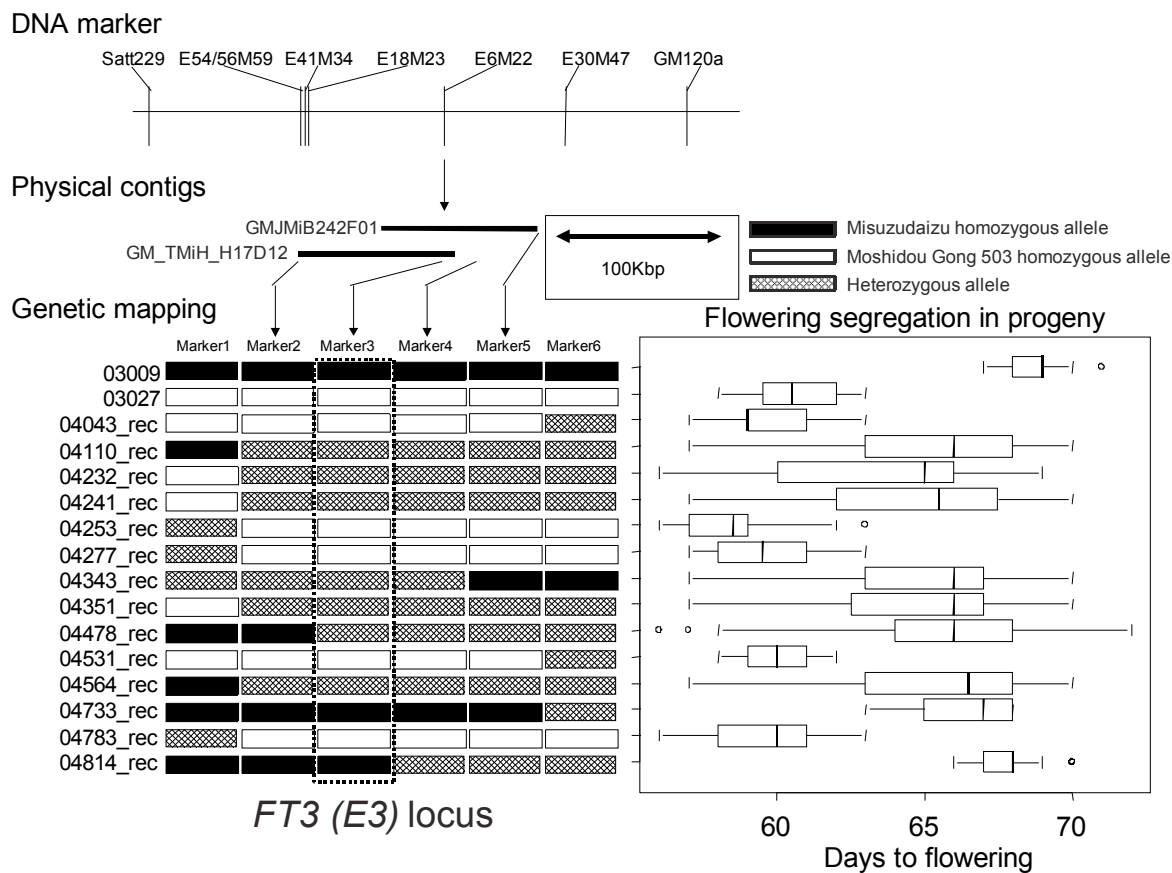 DNA marker
Satt229 E54/56M59 E41M34 E18M23 E6M22 E30M47 GM120a
Physical contigs
GMJMiB242F01
GM_TMiH_H17D12
100Kbp
Misuzudaizu homozygous allele
Moshidou Gong 503 homozygous allele
Heterozygous allele
Genetic mapping
Flowering segregation in progeny
Marker1 Marker2 Marker3 Marker4 Marker5 Marker6
03009
03027
04043_rec
04110_rec
04232_rec
04241_rec
04253_rec
04277_rec
04343_rec
04351_rec
04478_rec
04531_rec
04564_rec
04733_rec
04783_rec
04814_rec
FT3 (E3) locus
60 65 70
Days to flowering